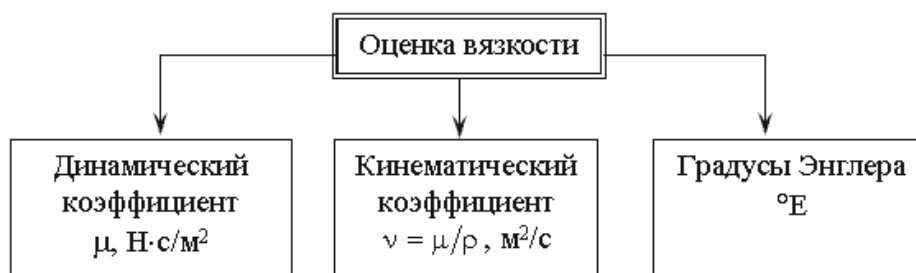 Оценка вязкости
Динамический
коэффициент
μ, Н·с/м²
Кинематический
коэффициент
ν = μ/ρ , м²/с
Градусы Энглера
°Е